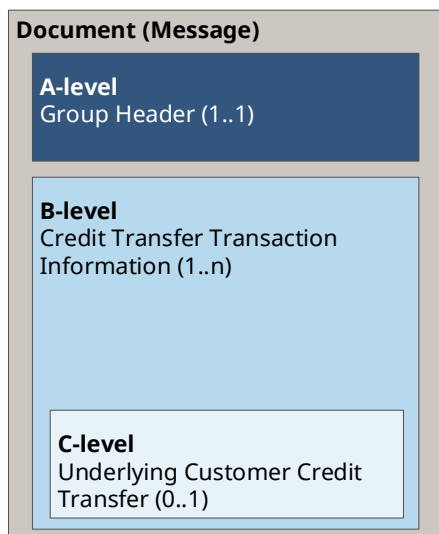 Document (Message)
A-level
Group Header (1..1)
B-level
Credit Transfer Transaction
Information (1..n)
C-level
Underlying Customer Credit
Transfer (0..1)